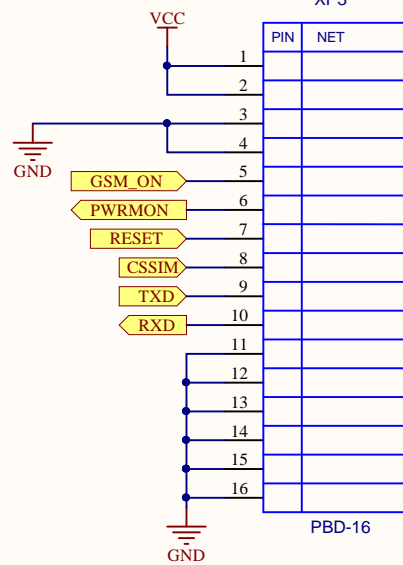 XP3
VCC
PIN NET
1
2
3
4
GND
GSM_ON 5
PWRMON 6
RESET 7
CSSIM 8
TXD 9
RXD 10
11
12
13
14
15
16
PBD-16
GND